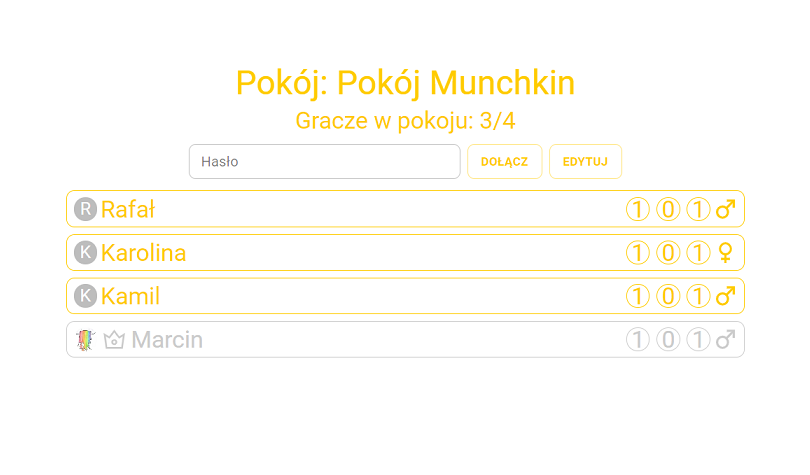 Pokój: Pokój Munchkin
Gracze w pokoju: 3/4
Hasło DOŁĄCZ EDYTUJ
R Rafał 1 0 1
K Karolina 1 0 1
K Kamil 1 0 1
Marcin 1 0 1